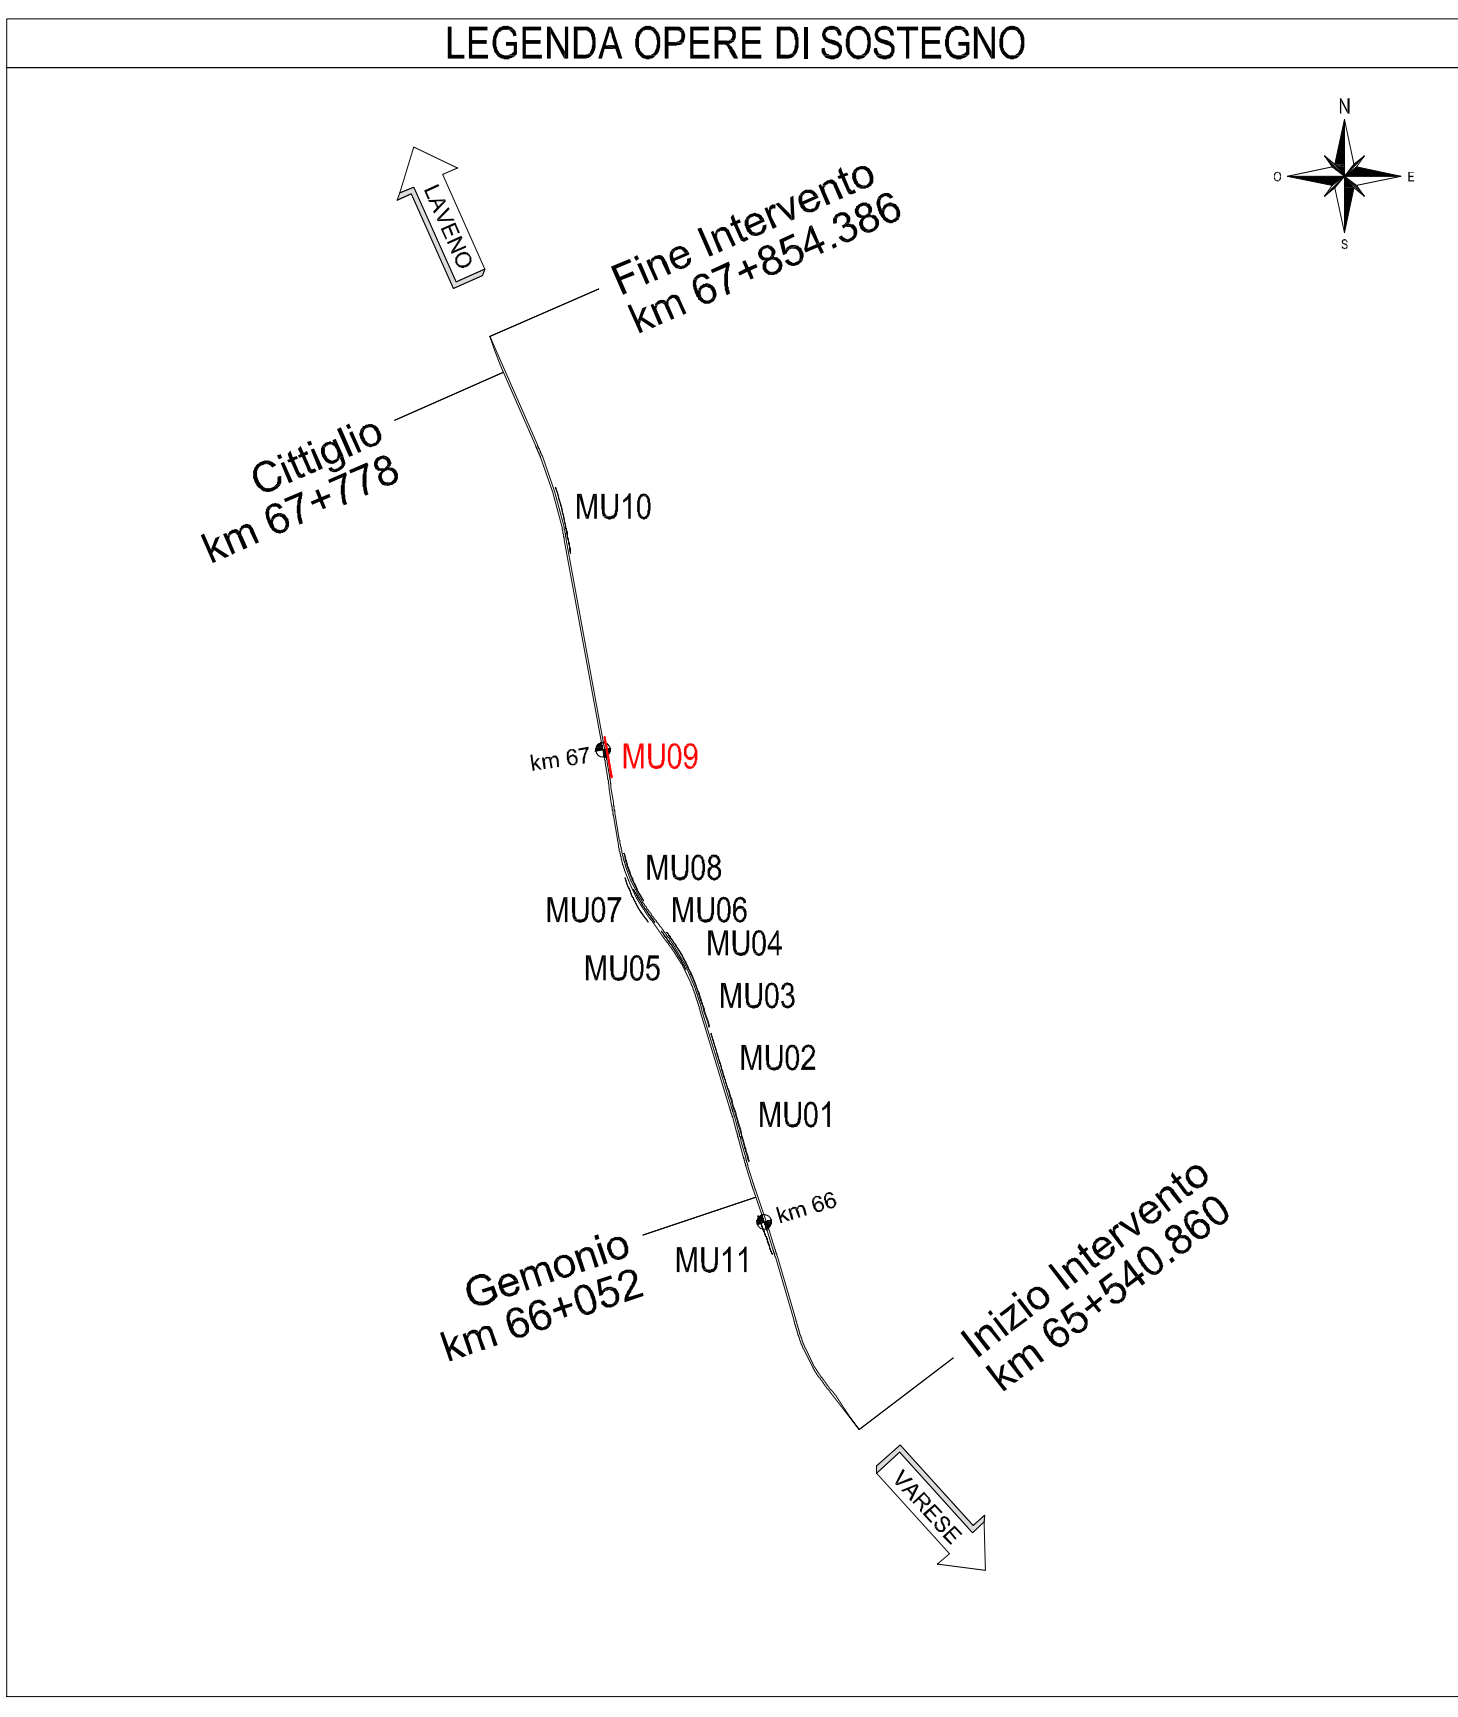 LEGENDA OPERE DI SOSTEGNO
N
O
E
S
LAVENO
Fine Intervento
km 67+854.386
Cittiglio
km 67+778
MU10
km 67
MU09
MU08
MU07
MU06
MU04
MU05
MU03
MU02
MU01
km 66
Gemonio
km 66+052
MU11
Inizio Intervento
km 65+540.860
VARESE